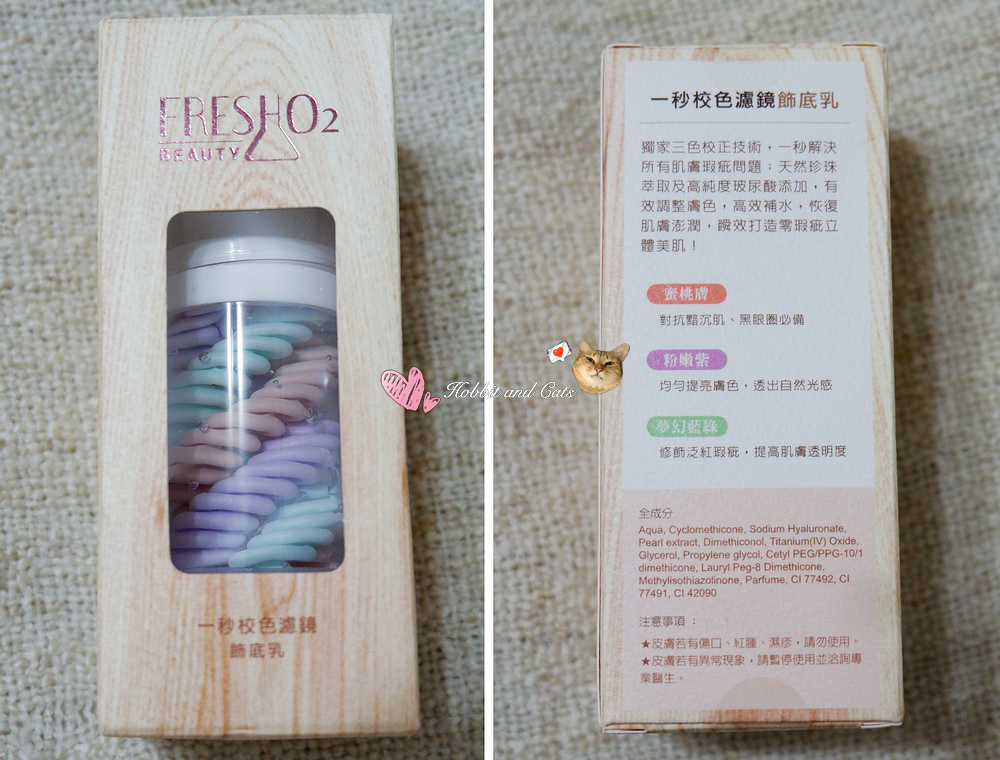 FRESHO2
BEAUTY
一秒校色濾鏡
飾底乳
Hobbit and Cats
一秒校色濾鏡飾底乳
獨家三色校正技術，一秒解決
所有肌膚瑕疵問題：天然珍珠
萃取及高純度玻尿酸添加，有
效調整膚色，高效補水，恢復
肌膚澎潤，瞬效打造零瑕疵立
體美肌！
蜜桃膚
對抗黯沉肌、黑眼圈必備
粉嫩紫
均勻提亮膚色，透出自然光感
夢幻藍綠
修飾泛紅瑕疵，提高肌膚透明度
全成分
Aqua, Cyclomethicone, Sodium Hyaluronate,
Pearl extract, Dimethiconol, Titanium(IV) Oxide,
Glycerol, Propylene glycol, Cetyl PEG/PPG-10/1
dimethicone, Lauryl Peg-8 Dimethicone,
Methylisothiazolinone, Parfume, CI 77492, CI
77491, CI 42090
注意事項：
★皮膚若有傷口、紅腫、濕疹，請勿使用。
★皮膚若有異常現象，請暫停使用並洽詢專
業醫生。